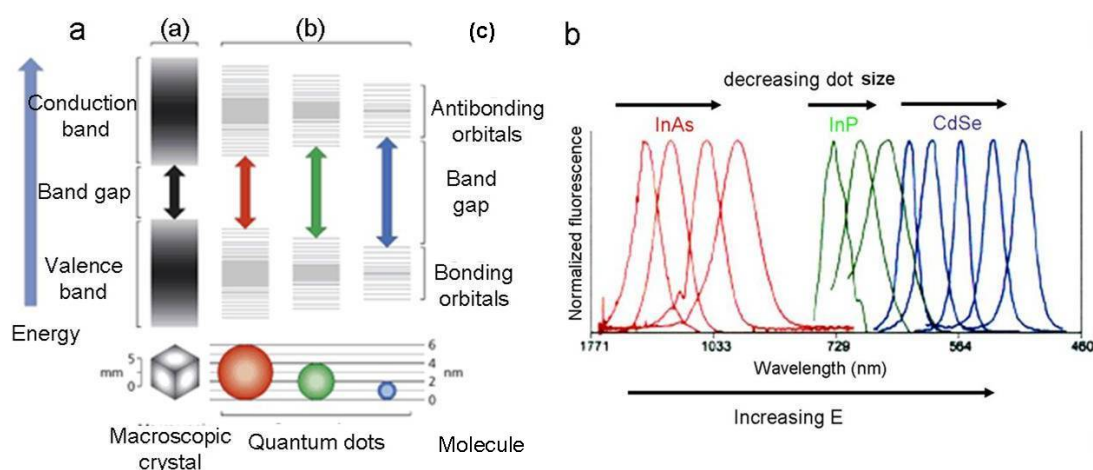 a
(a)
(b)
(c)
Conduction
band
Antibonding
orbitals
Band gap
Band
gap
Valence
band
Bonding
orbitals
Energy
5
mm
0
6
4
nm
2
0
Macroscopic
crystal
Quantum dots
Molecule
b
decreasing dot size
InAs
InP
CdSe
Normalized fluorescence
1771
1033
729
564
460
Wavelength (nm)
Increasing E